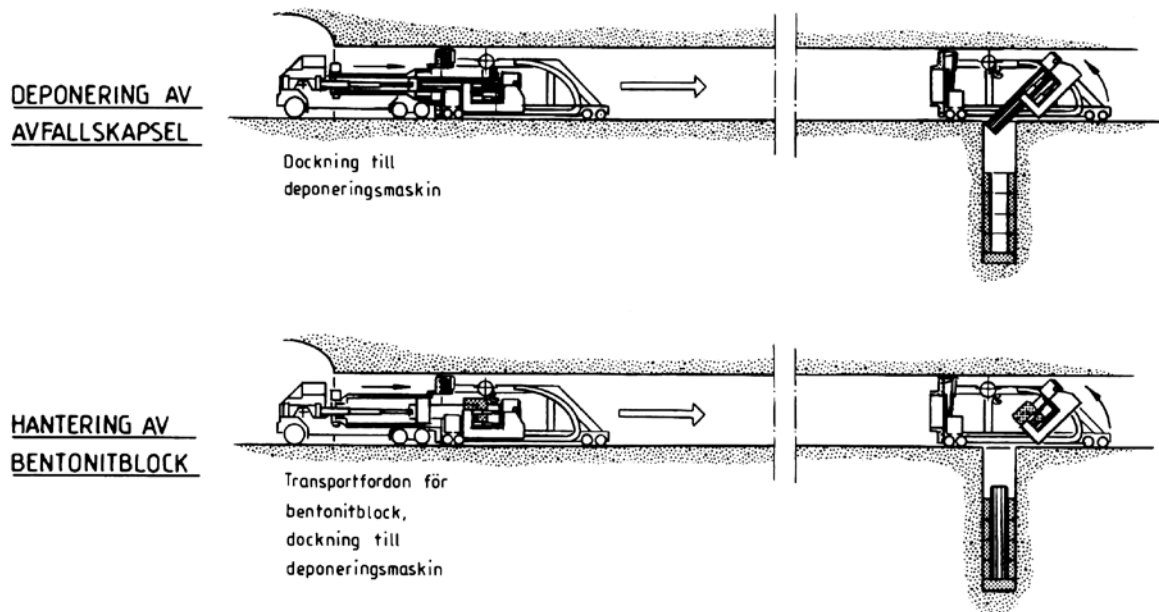 DEPONERING AV
AVFALLSKAPSEL
Dockning till
deponeringsmaskin
HANTERING AV
BENTONITBLOCK
Transportfordon för
bentonitblock,
dockning till
deponeringsmaskin